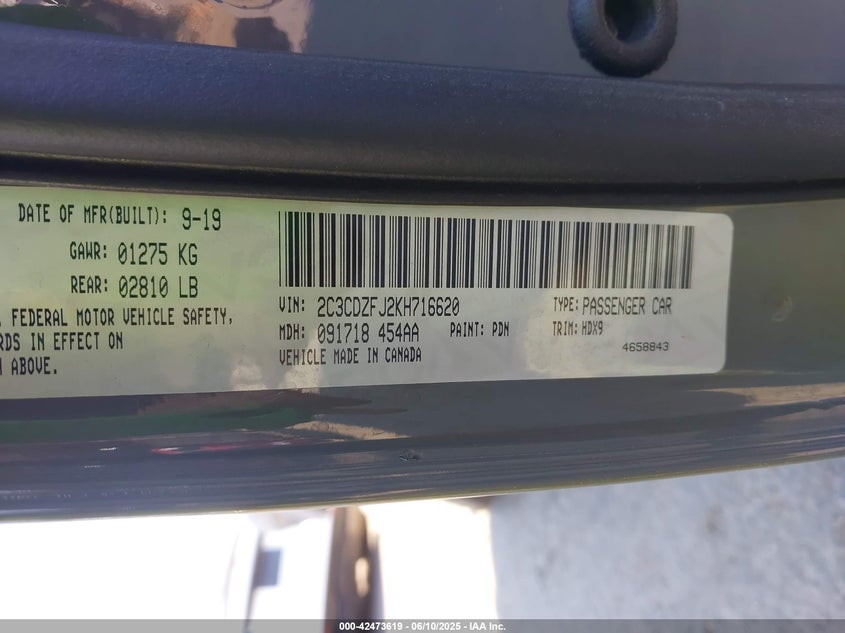 DATE OF MFR(BUILT): 9-19
GAWR: 01275 KG
REAR: 02810 LB
FEDERAL MOTOR VEHICLE SAFETY,
IN EFFECT ON
ABOVE.
VIN: 2C3CDZFJ2KH716620 TYPE: PASSENGER CAR
MDH: 091718 454AA PAINT: PDN TRIM: HDX9
VEHICLE MADE IN CANADA 4658843
000-42473619 - 06/10/2025 - IAA Inc.